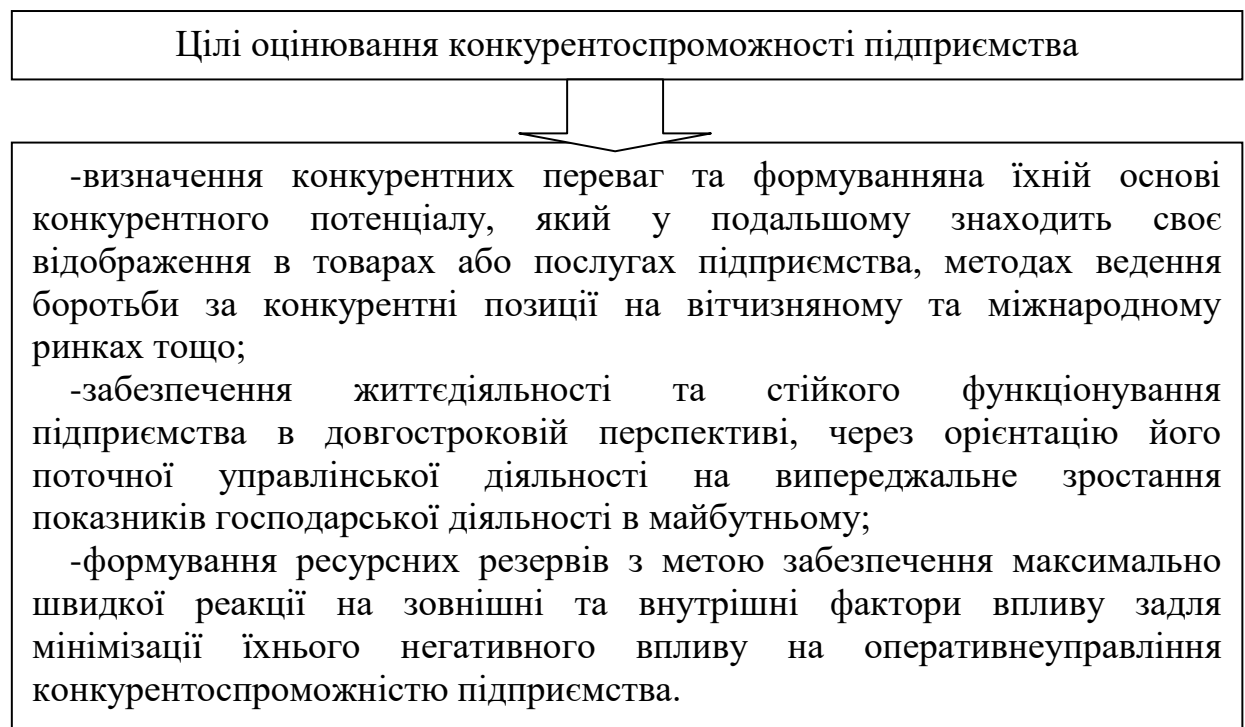 Цілі оцінювання конкурентоспроможності підприємства
-визначення конкурентних переваг та формуванняна їхній основі
конкурентного потенціалу, який у подальшому знаходить своє
відображення в товарах або послугах підприємства, методах ведення
боротьби за конкурентні позиції на вітчизняному та міжнародному
ринках тощо;
-забезпечення життєдіяльності та стійкого функціонування
підприємства в довгостроковій перспективі, через орієнтацію його
поточної управлінської діяльності на випереджальне зростання
показників господарської діяльності в майбутньому;
-формування ресурсних резервів з метою забезпечення максимально
швидкої реакції на зовнішні та внутрішні фактори впливу задля
мінімізації їхнього негативного впливу на оперативнеуправління
конкурентоспроможністю підприємства.